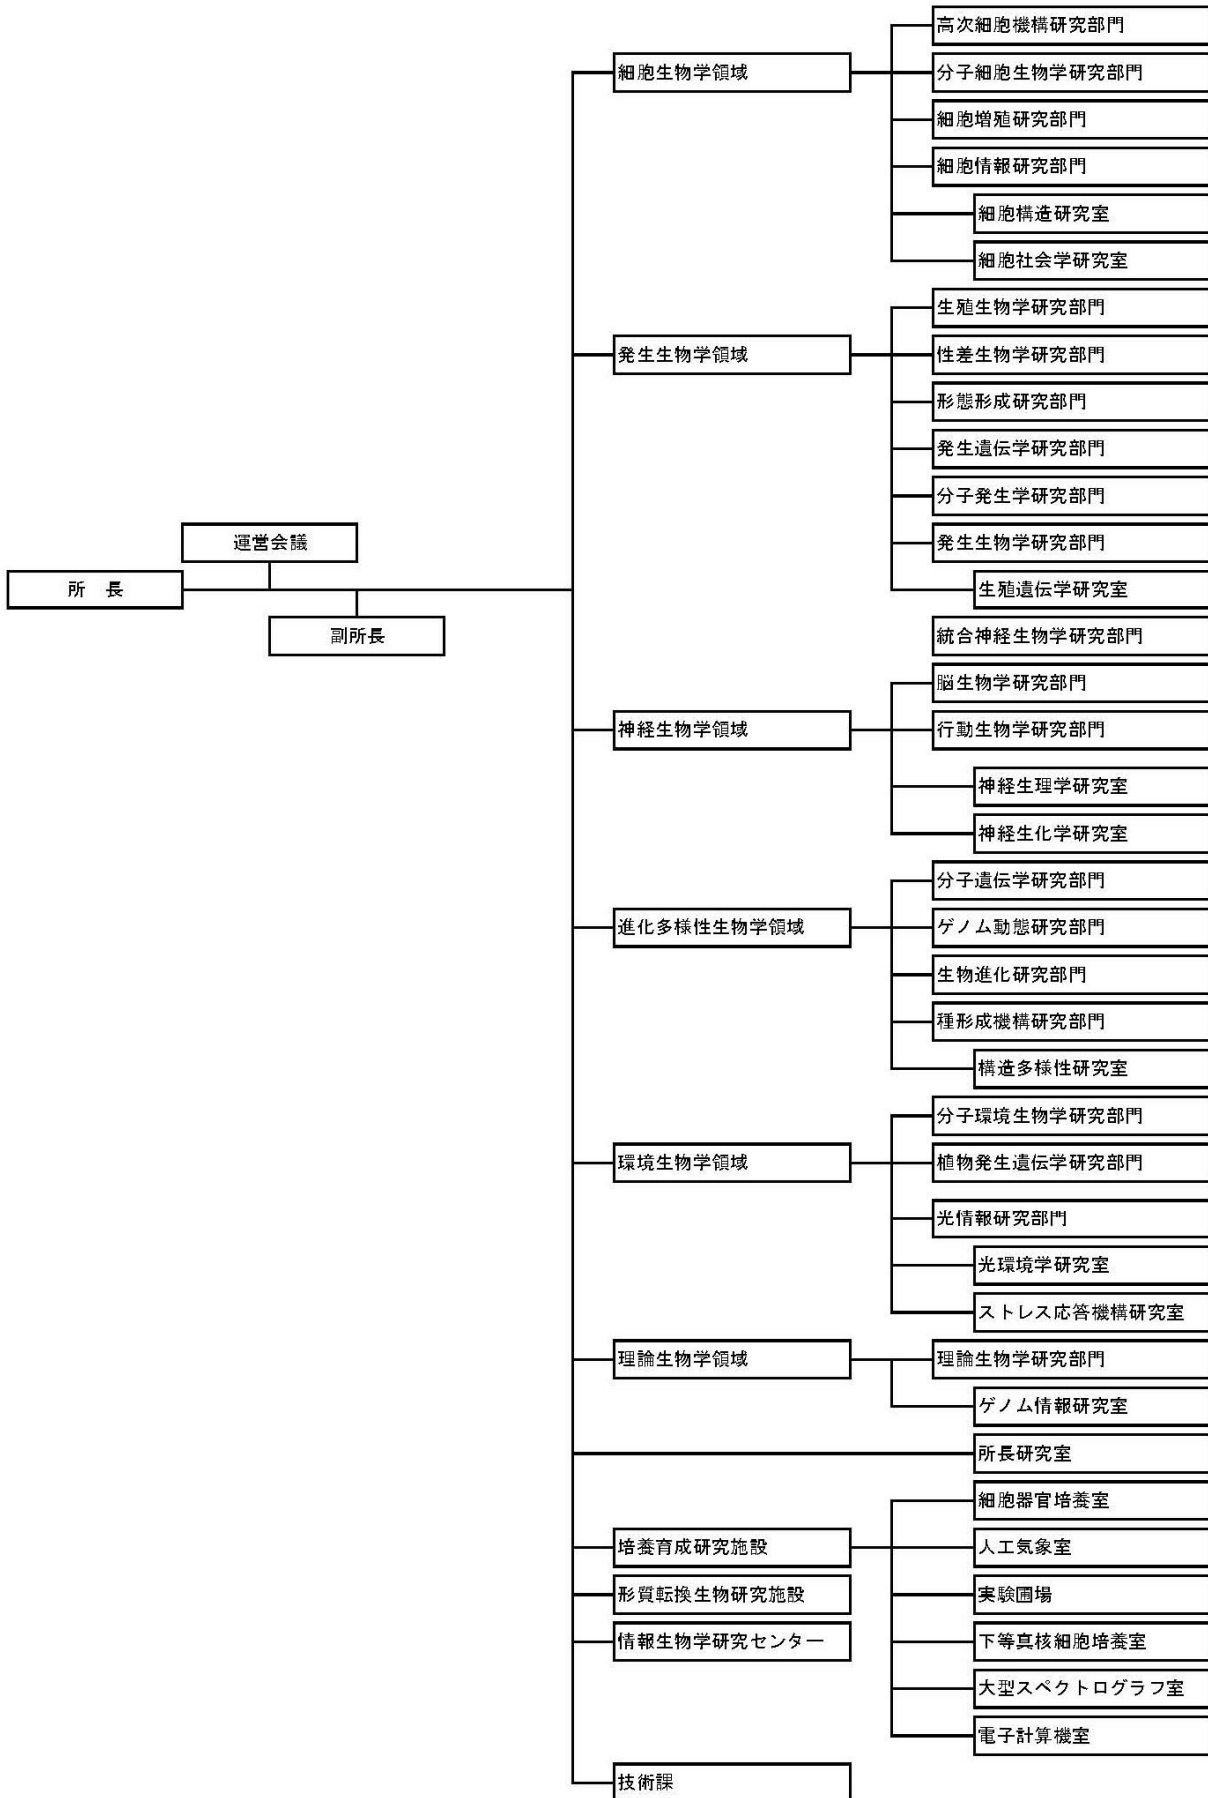 所　長
運営会議
副所長
細胞生物学領域
高次細胞機構研究部門
分子細胞生物学研究部門
細胞増殖研究部門
細胞情報研究部門
細胞構造研究室
細胞社会学研究室
発生生物学領域
生殖生物学研究部門
性差生物学研究部門
形態形成研究部門
発生遺伝学研究部門
分子発生学研究部門
発生生物学研究部門
生殖遺伝学研究室
神経生物学領域
統合神経生物学研究部門
脳生物学研究部門
行動生物学研究部門
神経生理学研究室
神経生化学研究室
進化多様性生物学領域
分子遺伝学研究部門
ゲノム動態研究部門
生物進化研究部門
種形成機構研究部門
構造多様性研究室
環境生物学領域
分子環境生物学研究部門
植物発生遺伝学研究部門
光情報研究部門
光環境学研究室
ストレス応答機構研究室
理論生物学領域
理論生物学研究部門
ゲノム情報研究室
所長研究室
培養育成研究施設
細胞器官培養室
人工気象室
実験圃場
下等真核細胞培養室
大型スペクトログラフ室
電子計算機室
形質転換生物研究施設
情報生物学研究センター
技術課